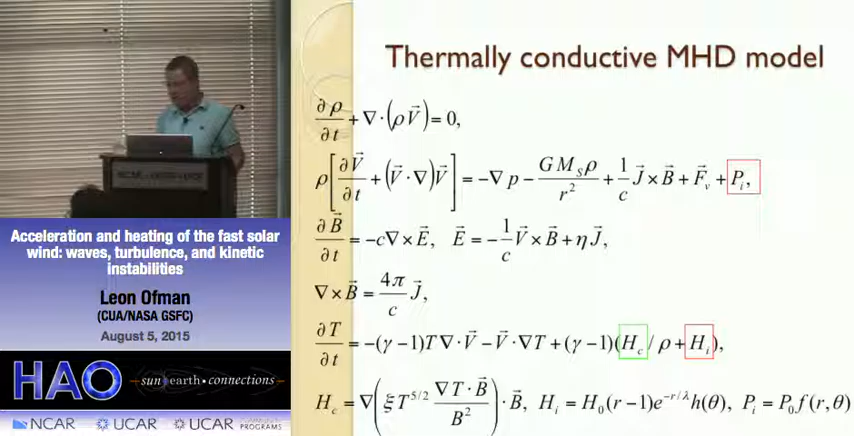 Thermally conductive MHD model
∂ρ/∂t + ∇·(ρV⃗) = 0,
ρ[∂V⃗/∂t + (V⃗·∇)V⃗] = −∇p − GM_Sρ/r² + 1/c J⃗ × B⃗ + F⃗_v + P_i,
∂B⃗/∂t = −c∇ × E⃗, E⃗ = −1/c V⃗ × B⃗ + ηJ⃗,
∇ × B⃗ = 4π/c J⃗,
∂T/∂t = −(γ − 1)T∇·V⃗ − V⃗·∇T + (γ − 1)(H_c/ρ + H_i),
H_c = ∇(ξT^5/2 ∇T·B⃗/B²)·B⃗, H_i = H_0(r − 1)e^−r/λ h(θ), P_i = P_0 f(r, θ)
Acceleration and heating of the fast solar
wind: waves, turbulence, and kinetic
instabilities
Leon Ofman
(CUA/NASA GSFC)
August 5, 2015
HAO sun earth connections
NCAR UCAR UCAR COMMUNITY PROGRAMS